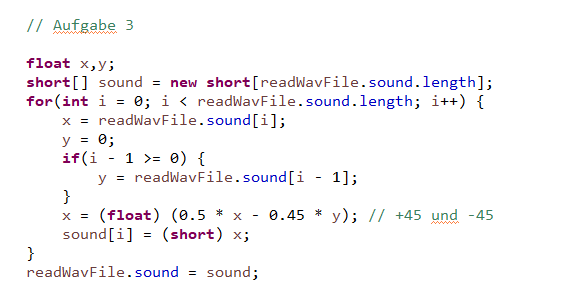 // Aufgabe 3
float x,y;
short[] sound = new short[readWavFile.sound.length];
for(int i = 0; i < readWavFile.sound.length; i++) {
    x = readWavFile.sound[i];
    y = 0;
    if(i - 1 >= 0) {
        y = readWavFile.sound[i - 1];
    }
    x = (float) (0.5 * x - 0.45 * y); // +45 und -45
    sound[i] = (short) x;
}
readWavFile.sound = sound;